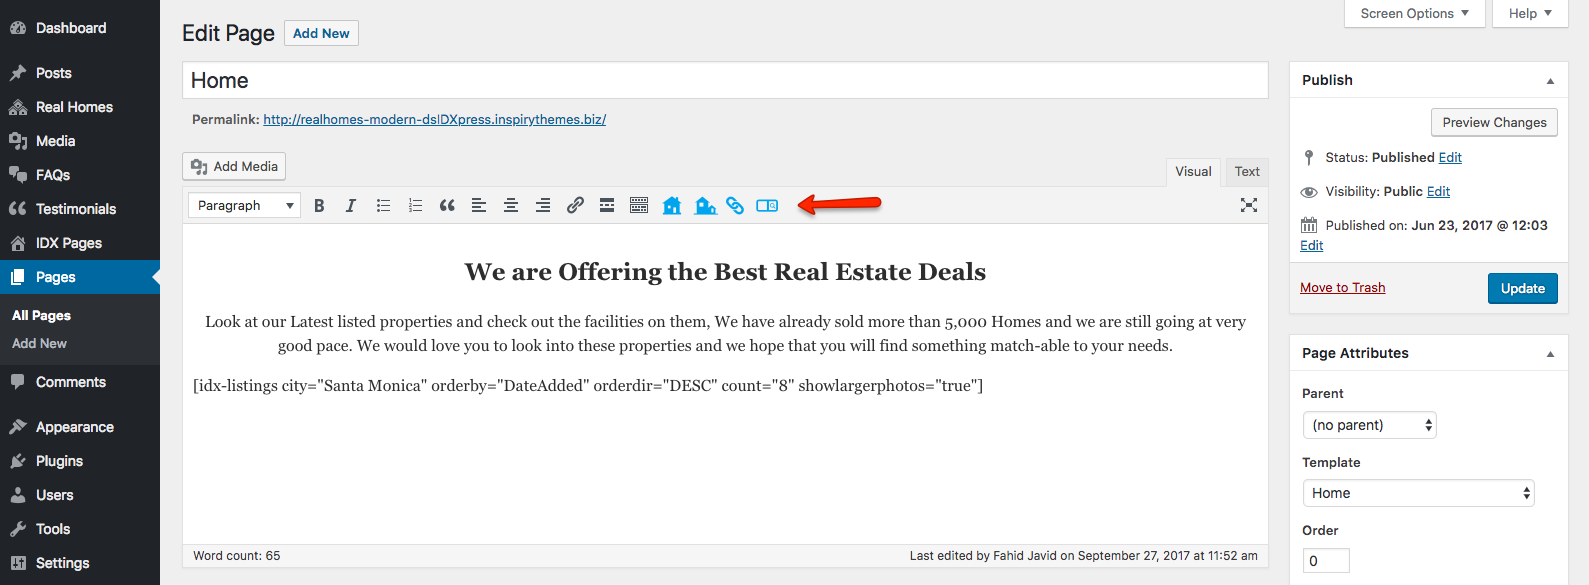 Dashboard
Posts
Real Homes
Media
FAQs
Testimonials
IDX Pages
Pages
All Pages
Add New
Comments
Appearance
Plugins
Users
Tools
Settings
Screen Options
Help
Edit Page Add New
Home
Permalink: http://realhomes-modern-dsIDXpress.inspirythemes.biz/
Add Media
Visual Text
Paragraph
We are Offering the Best Real Estate Deals
Look at our Latest listed properties and check out the facilities on them, We have already sold more than 5,000 Homes and we are still going at very
good pace. We would love you to look into these properties and we hope that you will find something match-able to your needs.
[idx-listings city="Santa Monica" orderby="DateAdded" orderdir="DESC" count="8" showlargerphotos="true"]
Word count: 65
Last edited by Fahid Javid on September 27, 2017 at 11:52 am
Publish
Preview Changes
Status: Published Edit
Visibility: Public Edit
Published on: Jun 23, 2017 @ 12:03
Edit
Move to Trash
Update
Page Attributes
Parent
(no parent)
Template
Home
Order
0